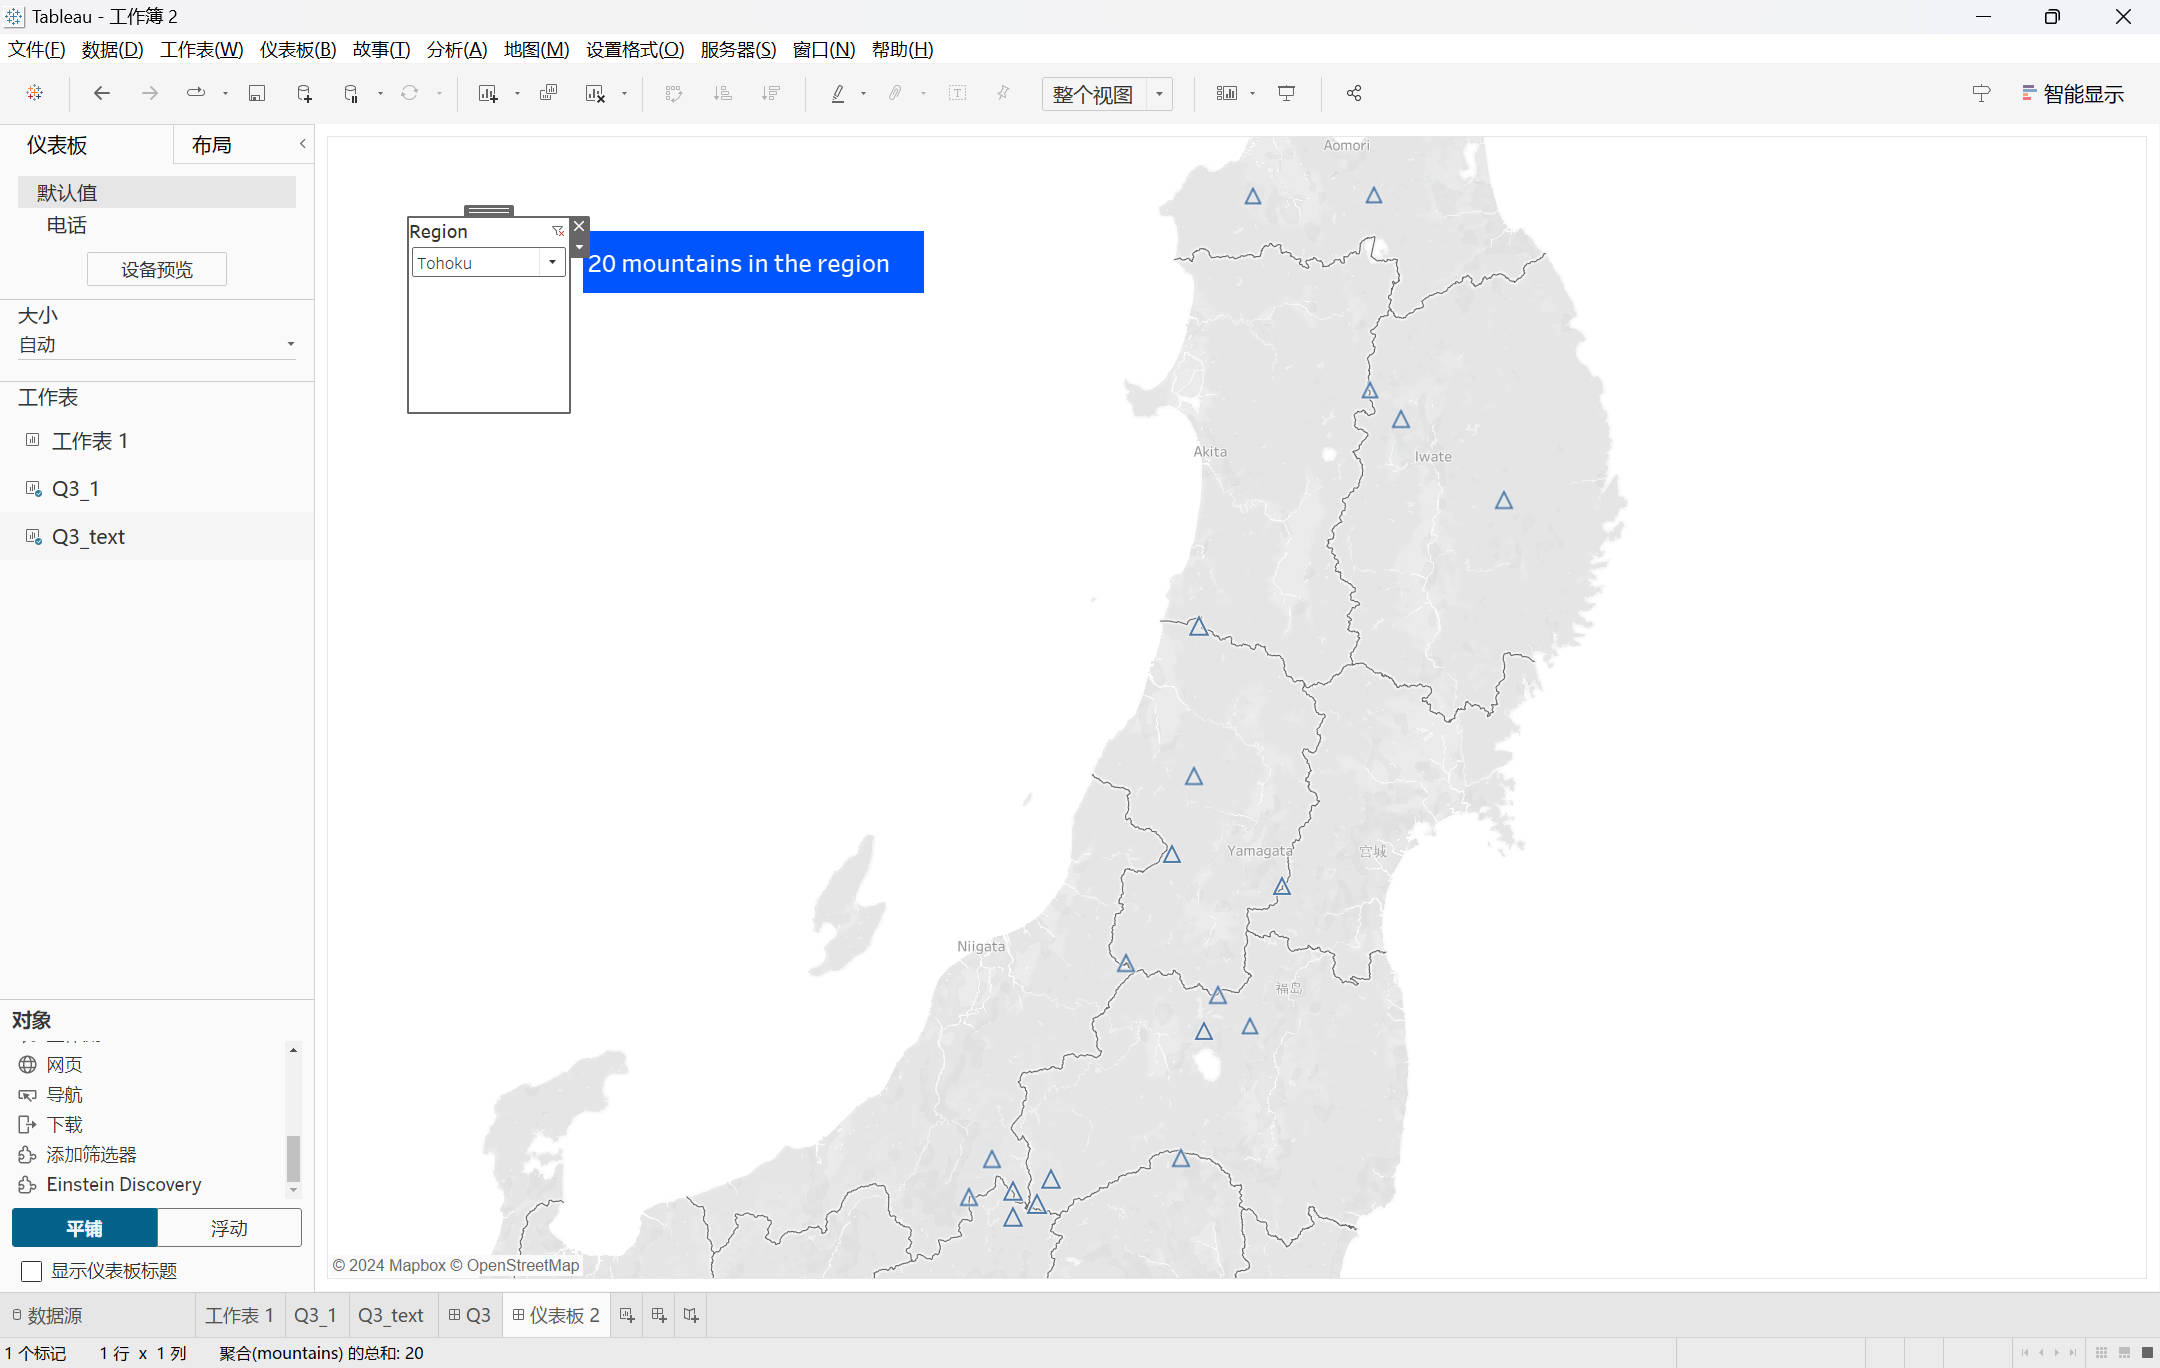 Tableau - 工作簿 2
文件(F) 数据(D) 工作表(W) 仪表板(B) 故事(T) 分析(A) 地图(M) 设置格式(O) 服务器(S) 窗口(N) 帮助(H)
整个视图
智能显示
仪表板
布局
默认值
电话
设备预览
大小
自动
工作表
工作表 1
Q3_1
Q3_text
对象
网页
导航
下载
添加筛选器
Einstein Discovery
平铺
浮动
显示仪表板标题
Region
Tohoku
20 mountains in the region
Aomori
Akita
Iwate
Yamagata
宫城
Niigata
福岛
© 2024 Mapbox © OpenStreetMap
数据源
工作表 1
Q3_1
Q3_text
Q3
仪表板 2
1 个标记
1 行 x 1 列
聚合(mountains) 的总和: 20